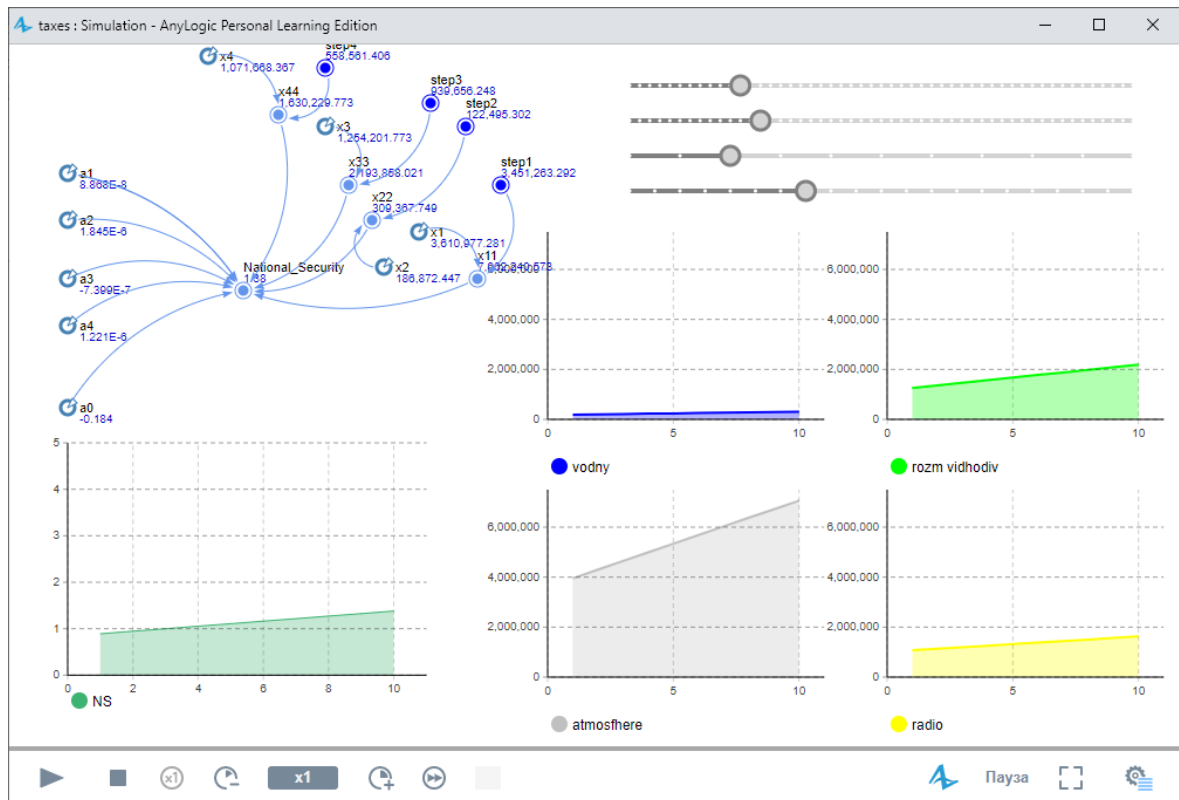 taxes : Simulation - AnyLogic Personal Learning Edition
x4
1,071,668.367
step4
558,561.406
x44
1,630,229.773
step3
939,656.248
step2
122,495.302
x3
1,254,201.773
x33
2,193,858.021
step1
3,451,263.292
a1
8.868E-8
x22
309,367.749
a2
1.845E-6
x1
3,610,977.281
x11
x2
186,872.447
National_Security
1.38
a3
-7.399E-7
a4
1.221E-6
a0
-0.184
6,000,000
4,000,000
2,000,000
0
0 5 10
vodny
6,000,000
4,000,000
2,000,000
0
0 5 10
rozm vidhodiv
5
4
3
2
1
0
0 2 4 6 8 10
NS
6,000,000
4,000,000
2,000,000
0
0 5 10
atmosfhere
6,000,000
4,000,000
2,000,000
0
0 5 10
radio
x1
x1
Пауза